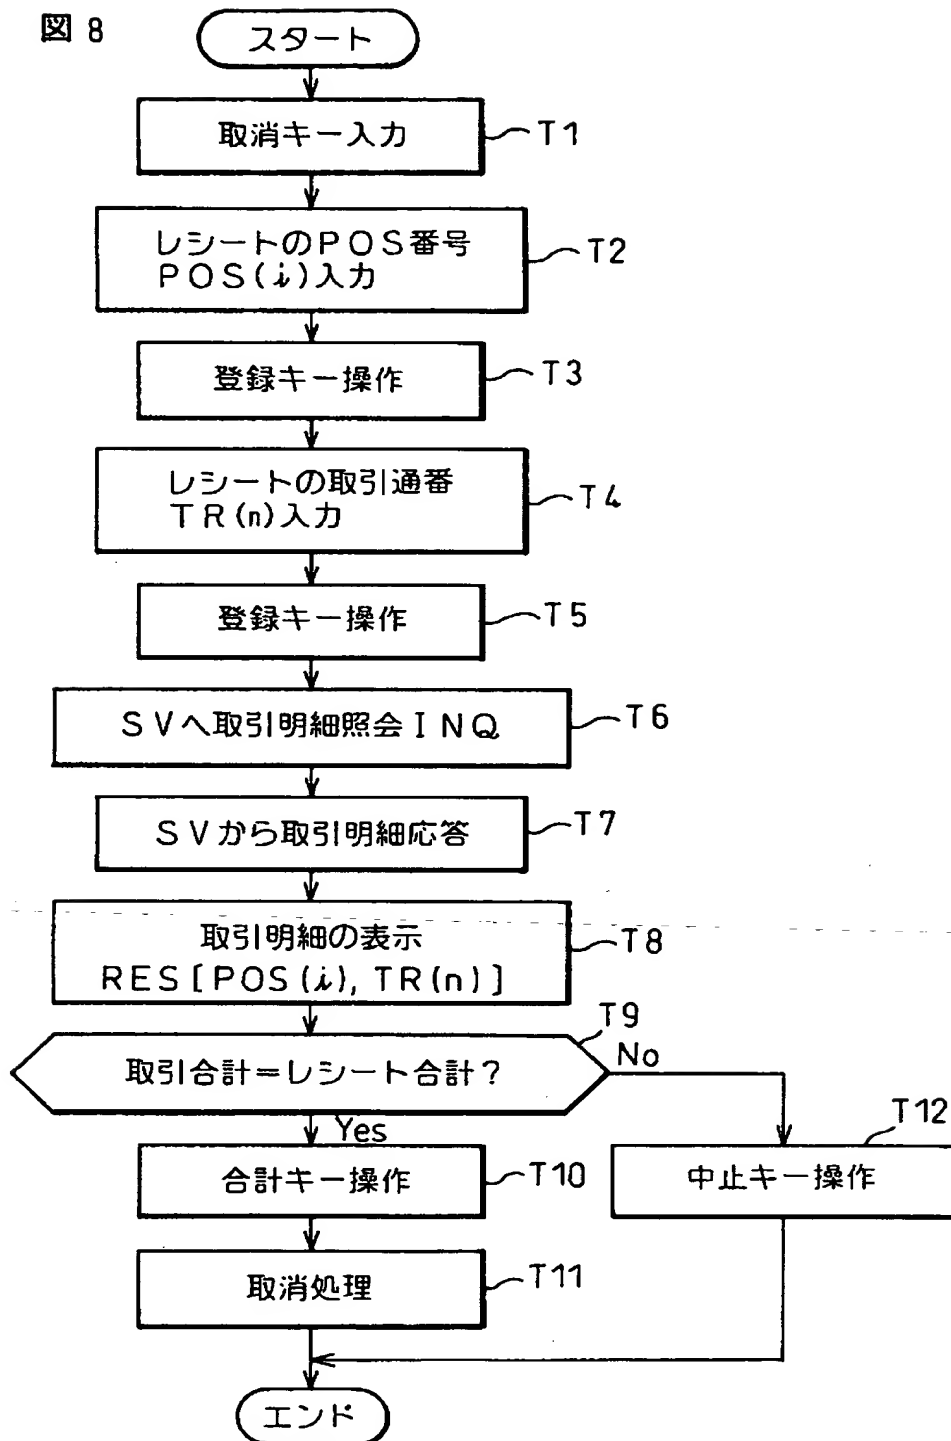 図 8
スタート
取消キー入力
T1
レシートのPOS番号
POS(i)入力
T2
登録キー操作
T3
レシートの取引通番
TR(n)入力
T4
登録キー操作
T5
SVへ取引明細照会INQ
T6
SVから取引明細応答
T7
取引明細の表示
RES[POS(i), TR(n)]
T8
T9
取引合計=レシート合計?
No
Yes
T12
合計キー操作
T10
中止キー操作
取消処理
T11
エンド